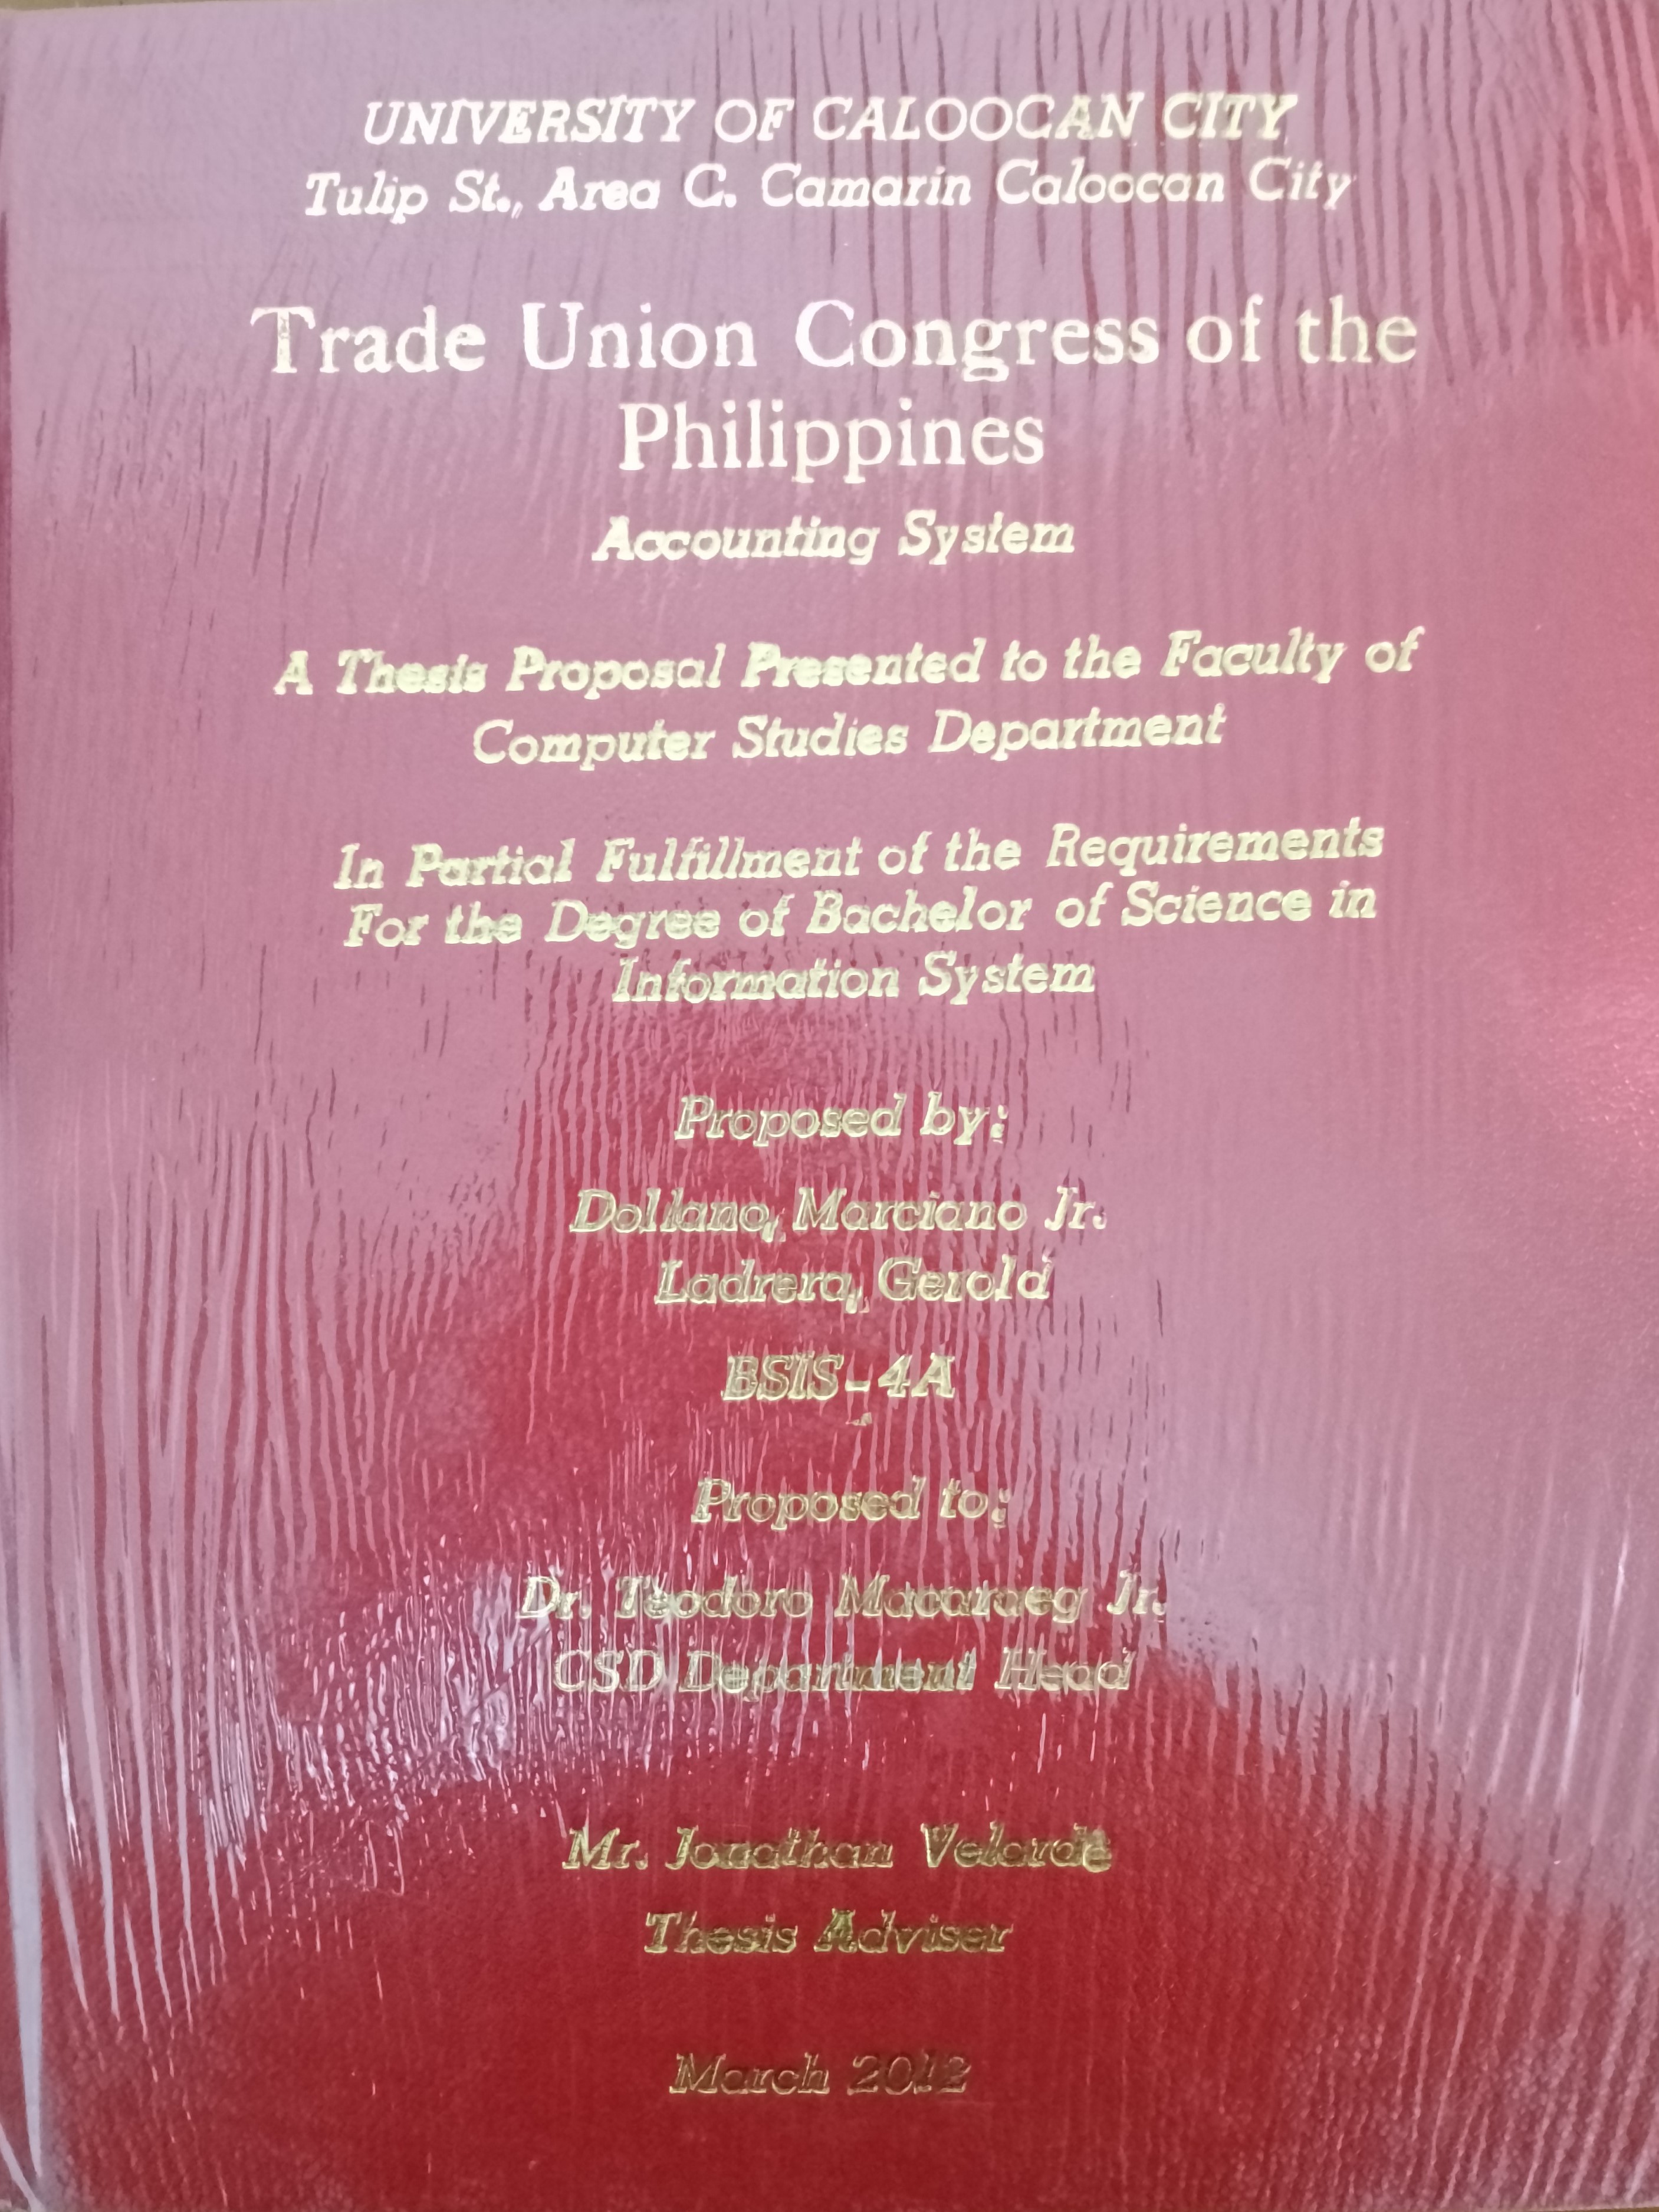 UNIVERSITY OF CALOOCAN CITY
Tulip St., Area C. Camarin Caloocan City
Trade Union Congress of the
Philippines
Accounting System
A Thesis Proposal Presented to the Faculty of
Computer Studies Department
In Partial Fulfillment of the Requirements
For the Degree of Bachelor of Science in
Information System
Proposed by:
Dollano, Marciano Jr.
Ladrera, Gerold
BSIS-4A
Proposed to:
Dr. Teodoro Macaraeg Jr.
CSD Department Head
Mr. Jonathan Velarde
Thesis Adviser
March 2012